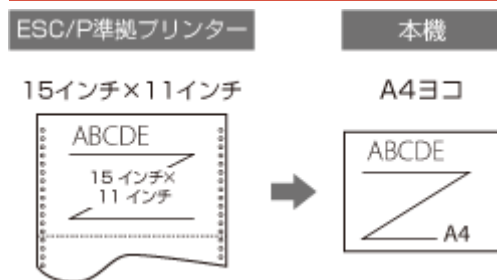 ESC/P準拠プリンター
本機
15インチ×11インチ
A4ヨコ
ABCDE
15 インチ×
11 インチ
ABCDE
A4